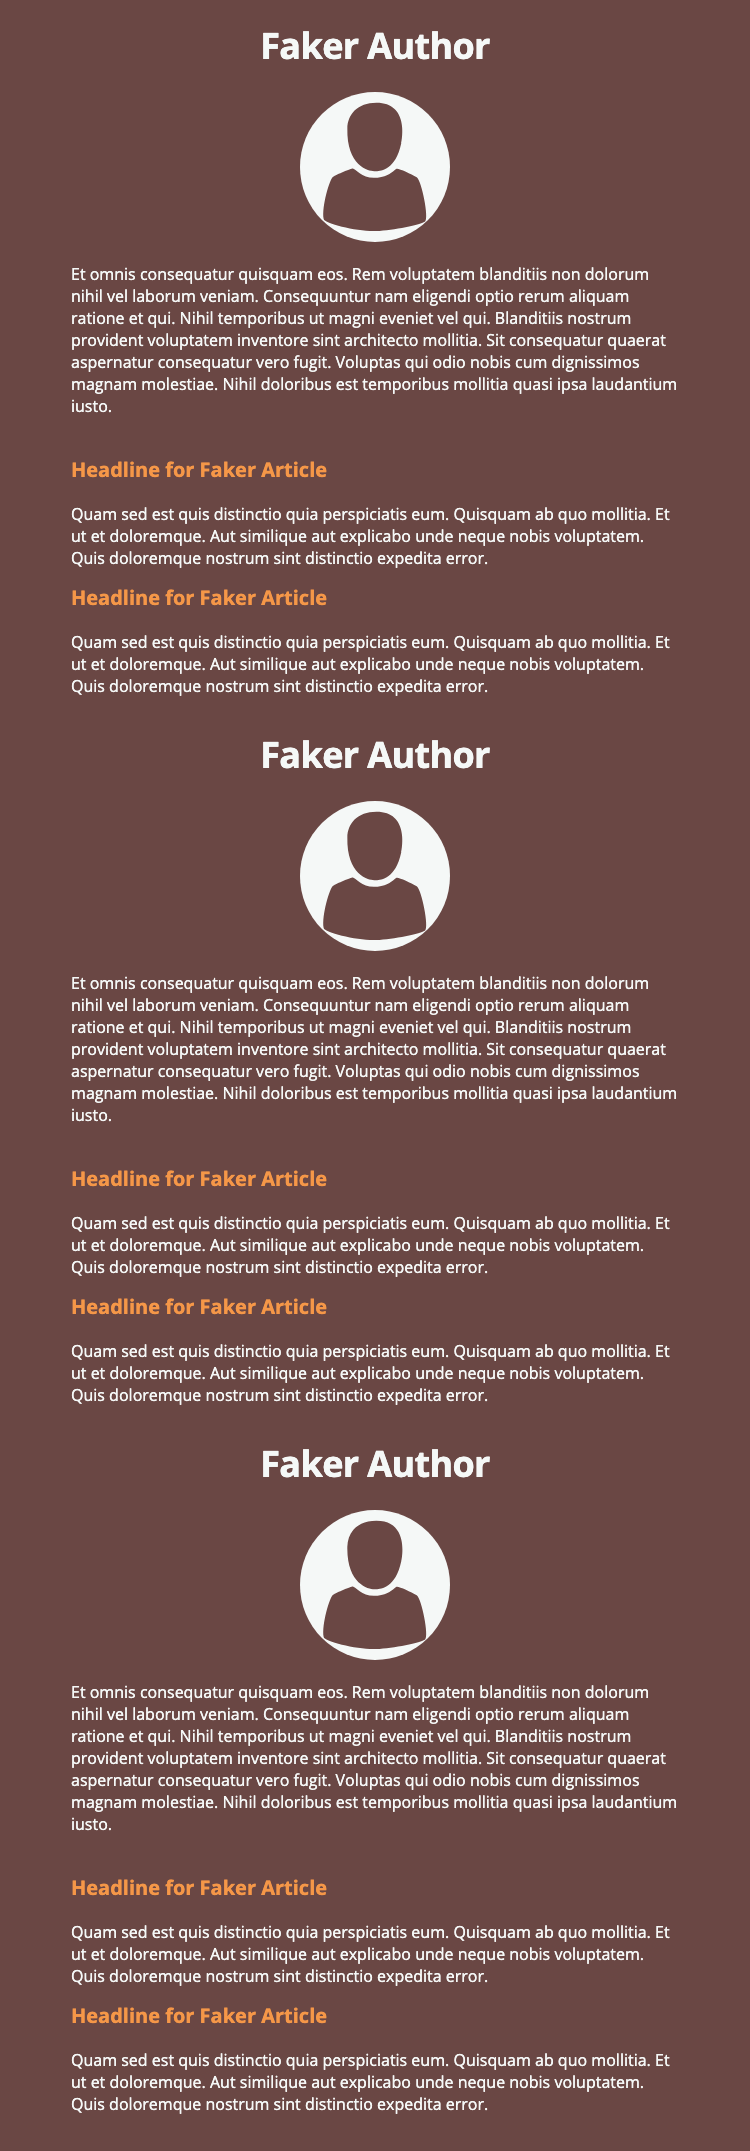 Faker Author
Et omnis consequatur quisquam eos. Rem voluptatem blanditiis non dolorum
nihil vel laborum veniam. Consequuntur nam eligendi optio rerum aliquam
ratione et qui. Nihil temporibus ut magni eveniet vel qui. Blanditiis nostrum
provident voluptatem inventore sint architecto mollitia. Sit consequatur quaerat
aspernatur consequatur vero fugit. Voluptas qui odio nobis cum dignissimos
magnam molestiae. Nihil doloribus est temporibus mollitia quasi ipsa laudantium
iusto.
Headline for Faker Article
Quam sed est quis distinctio quia perspiciatis eum. Quisquam ab quo mollitia. Et
ut et doloremque. Aut similique aut explicabo unde neque nobis voluptatem.
Quis doloremque nostrum sint distinctio expedita error.
Headline for Faker Article
Quam sed est quis distinctio quia perspiciatis eum. Quisquam ab quo mollitia. Et
ut et doloremque. Aut similique aut explicabo unde neque nobis voluptatem.
Quis doloremque nostrum sint distinctio expedita error.
Faker Author
Et omnis consequatur quisquam eos. Rem voluptatem blanditiis non dolorum
nihil vel laborum veniam. Consequuntur nam eligendi optio rerum aliquam
ratione et qui. Nihil temporibus ut magni eveniet vel qui. Blanditiis nostrum
provident voluptatem inventore sint architecto mollitia. Sit consequatur quaerat
aspernatur consequatur vero fugit. Voluptas qui odio nobis cum dignissimos
magnam molestiae. Nihil doloribus est temporibus mollitia quasi ipsa laudantium
iusto.
Headline for Faker Article
Quam sed est quis distinctio quia perspiciatis eum. Quisquam ab quo mollitia. Et
ut et doloremque. Aut similique aut explicabo unde neque nobis voluptatem.
Quis doloremque nostrum sint distinctio expedita error.
Headline for Faker Article
Quam sed est quis distinctio quia perspiciatis eum. Quisquam ab quo mollitia. Et
ut et doloremque. Aut similique aut explicabo unde neque nobis voluptatem.
Quis doloremque nostrum sint distinctio expedita error.
Faker Author
Et omnis consequatur quisquam eos. Rem voluptatem blanditiis non dolorum
nihil vel laborum veniam. Consequuntur nam eligendi optio rerum aliquam
ratione et qui. Nihil temporibus ut magni eveniet vel qui. Blanditiis nostrum
provident voluptatem inventore sint architecto mollitia. Sit consequatur quaerat
aspernatur consequatur vero fugit. Voluptas qui odio nobis cum dignissimos
magnam molestiae. Nihil doloribus est temporibus mollitia quasi ipsa laudantium
iusto.
Headline for Faker Article
Quam sed est quis distinctio quia perspiciatis eum. Quisquam ab quo mollitia. Et
ut et doloremque. Aut similique aut explicabo unde neque nobis voluptatem.
Quis doloremque nostrum sint distinctio expedita error.
Headline for Faker Article
Quam sed est quis distinctio quia perspiciatis eum. Quisquam ab quo mollitia. Et
ut et doloremque. Aut similique aut explicabo unde neque nobis voluptatem.
Quis doloremque nostrum sint distinctio expedita error.